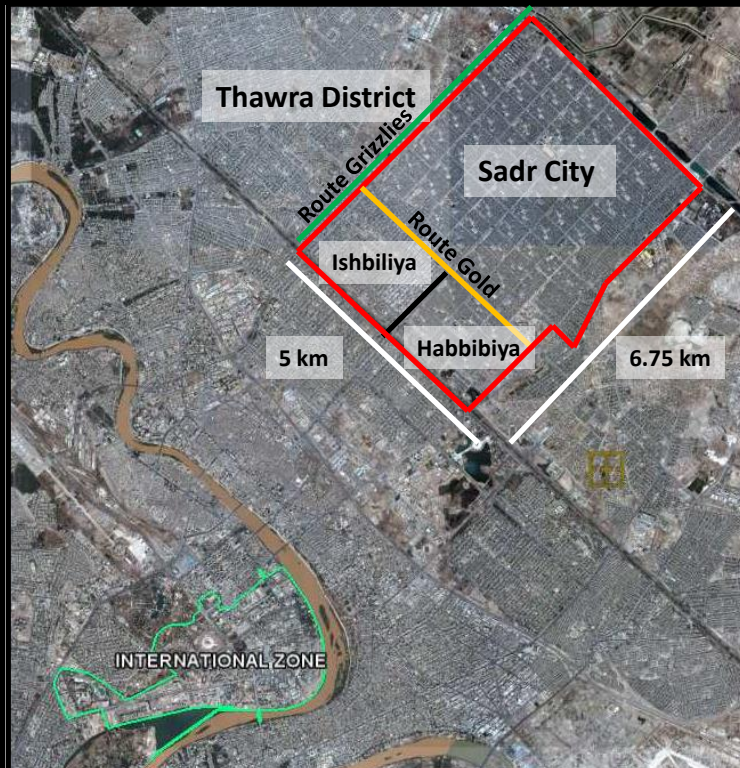 Thawra District
Route Grizzlies
Sadr City
Ishbiliya
Route Gold
Habbibiya
5 km
6.75 km
INTERNATIONAL ZONE